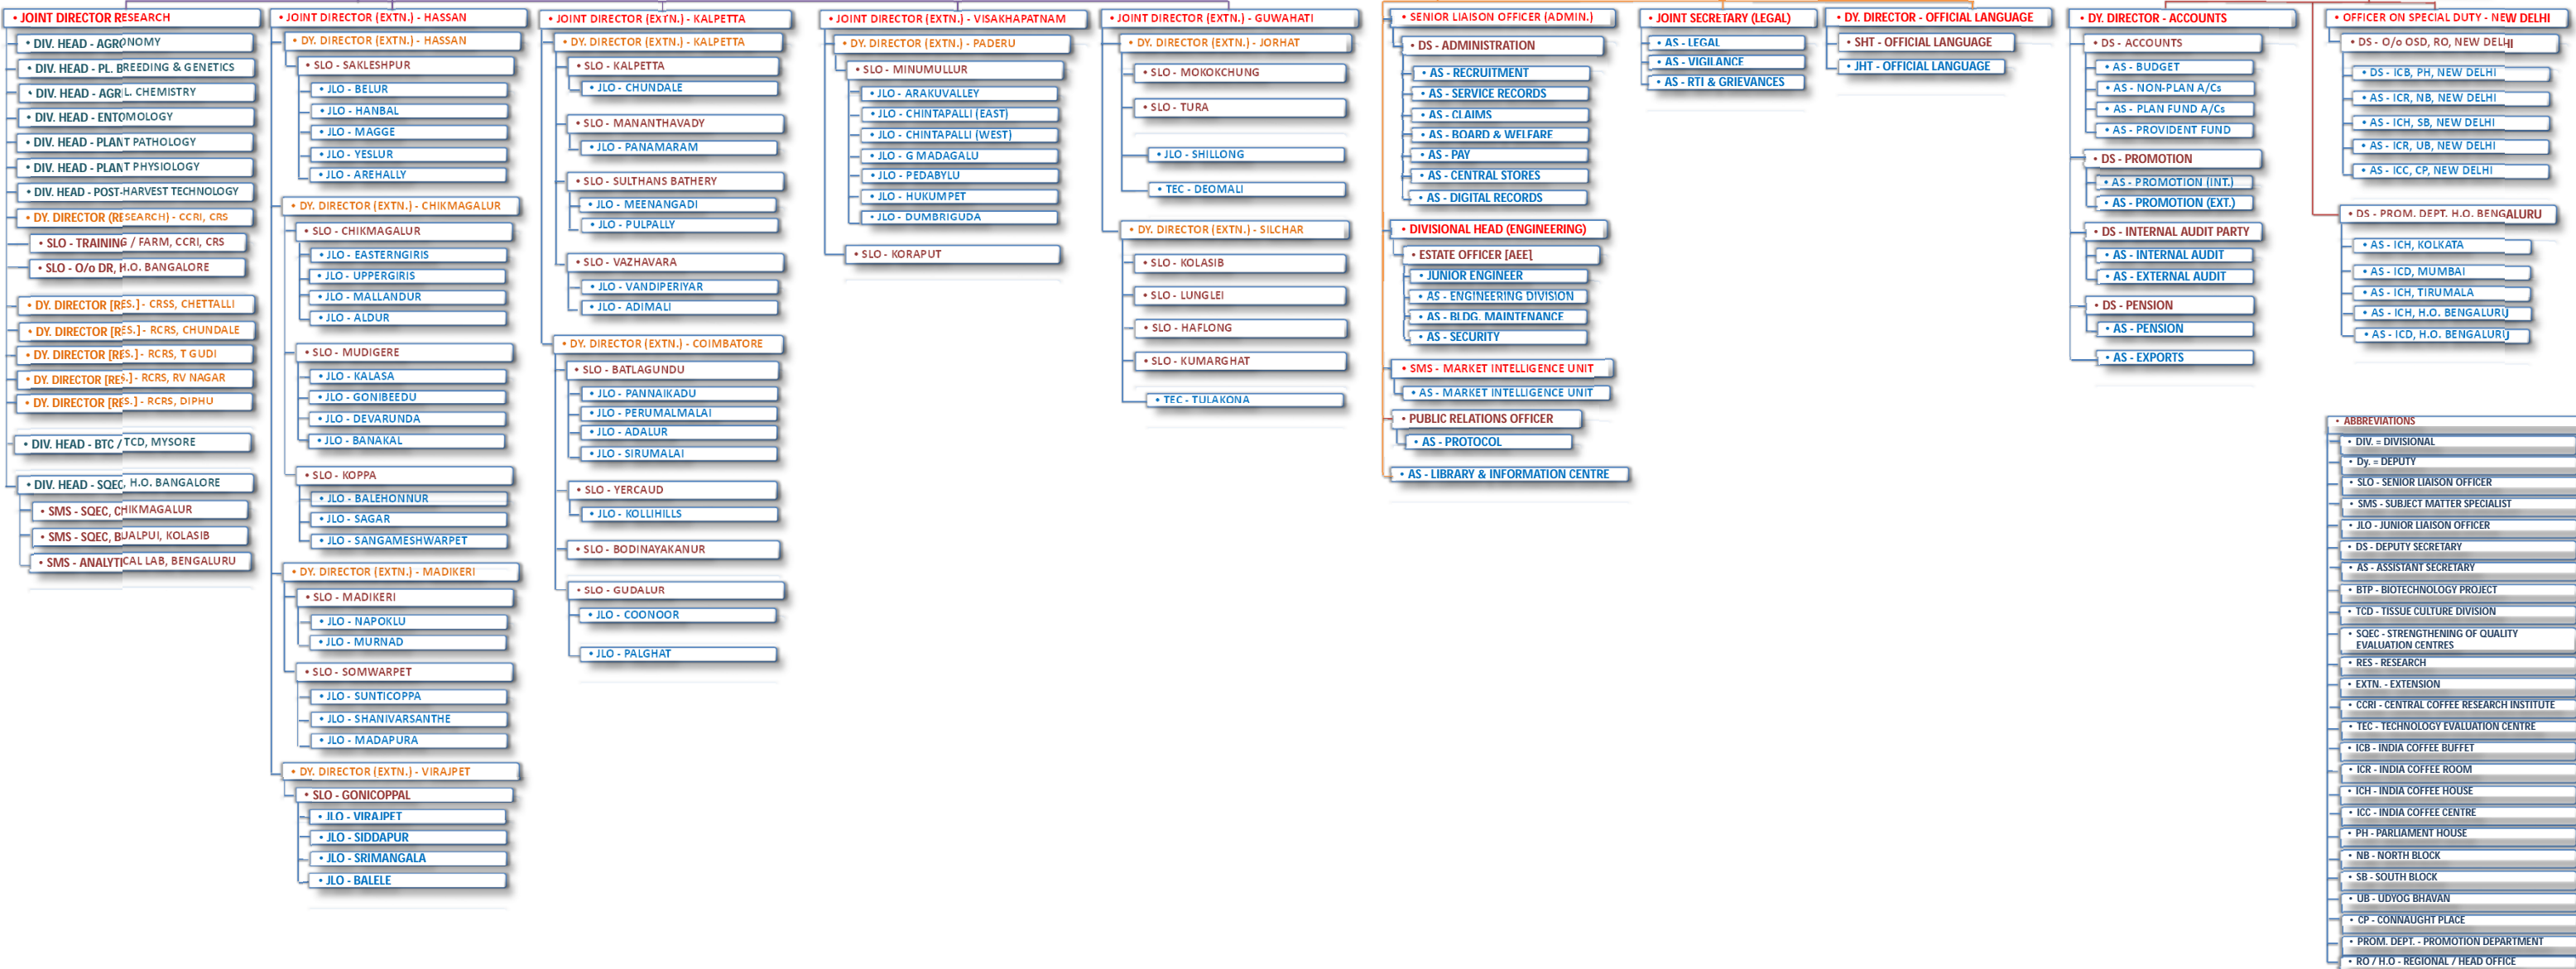 • JOINT DIRECTOR RESEARCH
• DIV. HEAD - AGRONOMY
• DIV. HEAD - PL. BREEDING & GENETICS
• DIV. HEAD - AGRIL. CHEMISTRY
• DIV. HEAD - ENTOMOLOGY
• DIV. HEAD - PLANT PATHOLOGY
• DIV. HEAD - PLANT PHYSIOLOGY
• DIV. HEAD - POST-HARVEST TECHNOLOGY
• DY. DIRECTOR (RESEARCH) - CCRI, CRS
• SLO - TRAINING / FARM, CCRI, CRS
• SLO - O/o DR, H.O. BANGALORE
• DY. DIRECTOR [RES.] - CRSS, CHETTALLI
• DY. DIRECTOR [RES.] - RCRS, CHUNDALE
• DY. DIRECTOR [RES.] - RCRS, T GUDI
• DY. DIRECTOR [RES.] - RCRS, RV NAGAR
• DY. DIRECTOR [RES.] - RCRS, DIPHU
• DIV. HEAD - BTC / TCD, MYSORE
• DIV. HEAD - SQEC, H.O. BANGALORE
• SMS - SQEC, CHIKMAGALUR
• SMS - SQEC, BUALPUI, KOLASIB
• SMS - ANALYTICAL LAB, BENGALURU
• JOINT DIRECTOR (EXTN.) - HASSAN
• DY. DIRECTOR (EXTN.) - HASSAN
• SLO - SAKLESHPUR
• JLO - BELUR
• JLO - HANBAL
• JLO - MAGGE
• JLO - YESLUR
• JLO - AREHALLY
• DY. DIRECTOR (EXTN.) - CHIKMAGALUR
• SLO - CHIKMAGALUR
• JLO - EASTERNGIRIS
• JLO - UPPERGIRIS
• JLO - MALLANDUR
• JLO - ALDUR
• SLO - MUDIGERE
• JLO - KALASA
• JLO - GONIBEEDU
• JLO - DEVARUNDA
• JLO - BANAKAL
• SLO - KOPPA
• JLO - BALEHONNUR
• JLO - SAGAR
• JLO - SANGAMESHWARPET
• DY. DIRECTOR (EXTN.) - MADIKERI
• SLO - MADIKERI
• JLO - NAPOKLU
• JLO - MURNAD
• SLO - SOMWARPET
• JLO - SUNTICOPPA
• JLO - SHANIVARSANTHE
• JLO - MADAPURA
• DY. DIRECTOR (EXTN.) - VIRAJPET
• SLO - GONICOPPAL
• JLO - VIRAJPET
• JLO - SIDDAPUR
• JLO - SRIMANGALA
• JLO - BALELE
• JOINT DIRECTOR (EXTN.) - KALPETTA
• DY. DIRECTOR (EXTN.) - KALPETTA
• SLO - KALPETTA
• JLO - CHUNDALE
• SLO - MANANTHAVADY
• JLO - PANAMARAM
• SLO - SULTHANS BATHERY
• JLO - MEENANGADI
• JLO - PULPALLY
• SLO - VAZHAVARA
• JLO - VANDIPERIYAR
• JLO - ADIMALI
• DY. DIRECTOR (EXTN.) - COIMBATORE
• SLO - BATLAGUNDU
• JLO - PANNAIKADU
• JLO - PERUMALMALAI
• JLO - ADALUR
• JLO - SIRUMALAI
• SLO - YERCAUD
• JLO - KOLLIHILLS
• SLO - BODINAYAKANUR
• SLO - GUDALUR
• JLO - COONOOR
• JLO - PALGHAT
• JOINT DIRECTOR (EXTN.) - VISAKHAPATNAM
• DY. DIRECTOR (EXTN.) - PADERU
• SLO - MINUMULLUR
• JLO - ARAKUVALLEY
• JLO - CHINTAPALLI (EAST)
• JLO - CHINTAPALLI (WEST)
• JLO - G MADAGALU
• JLO - PEDABYLU
• JLO - HUKUMPET
• JLO - DUMBRIGUDA
• SLO - KORAPUT
• JOINT DIRECTOR (EXTN.) - GUWAHATI
• DY. DIRECTOR (EXTN.) - JORHAT
• SLO - MOKOKCHUNG
• SLO - TURA
• JLO - SHILLONG
• TEC - DEOMALI
• DY. DIRECTOR (EXTN.) - SILCHAR
• SLO - KOLASIB
• SLO - LUNGLEI
• SLO - HAFLONG
• SLO - KUMARGHAT
• TEC - TULAKONA
• SENIOR LIAISON OFFICER (ADMIN.)
• DS - ADMINISTRATION
• AS - RECRUITMENT
• AS - SERVICE RECORDS
• AS - CLAIMS
• AS - BOARD & WELFARE
• AS - PAY
• AS - CENTRAL STORES
• AS - DIGITAL RECORDS
• DIVISIONAL HEAD (ENGINEERING)
• ESTATE OFFICER [AEE]
• JUNIOR ENGINEER
• AS - ENGINEERING DIVISION
• AS - BLDG. MAINTENANCE
• AS - SECURITY
• SMS - MARKET INTELLIGENCE UNIT
• AS - MARKET INTELLIGENCE UNIT
• PUBLIC RELATIONS OFFICER
• AS - PROTOCOL
• AS - LIBRARY & INFORMATION CENTRE
• JOINT SECRETARY (LEGAL)
• AS - LEGAL
• AS - VIGILANCE
• AS - RTI & GRIEVANCES
• DY. DIRECTOR - OFFICIAL LANGUAGE
• SHT - OFFICIAL LANGUAGE
• JHT - OFFICIAL LANGUAGE
• DY. DIRECTOR - ACCOUNTS
• DS - ACCOUNTS
• AS - BUDGET
• AS - NON-PLAN A/Cs
• AS - PLAN FUND A/Cs
• AS - PROVIDENT FUND
• DS - PROMOTION
• AS - PROMOTION (INT.)
• AS - PROMOTION (EXT.)
• DS - INTERNAL AUDIT PARTY
• AS - INTERNAL AUDIT
• AS - EXTERNAL AUDIT
• DS - PENSION
• AS - PENSION
• AS - EXPORTS
• OFFICER ON SPECIAL DUTY - NEW DELHI
• DS - O/o OSD, RO, NEW DELHI
• DS - ICB, PH, NEW DELHI
• AS - ICR, NB, NEW DELHI
• AS - ICH, SB, NEW DELHI
• AS - ICR, UB, NEW DELHI
• AS - ICC, CP, NEW DELHI
• DS - PROM. DEPT. H.O. BENGALURU
• AS - ICH, KOLKATA
• AS - ICD, MUMBAI
• AS - ICH, TIRUMALA
• AS - ICH, H.O. BENGALURU
• AS - ICD, H.O. BENGALURU
• ABBREVIATIONS
• DIV. = DIVISIONAL
• Dy. = DEPUTY
• SLO - SENIOR LIAISON OFFICER
• SMS - SUBJECT MATTER SPECIALIST
• JLO - JUNIOR LIAISON OFFICER
• DS - DEPUTY SECRETARY
• AS - ASSISTANT SECRETARY
• BTP - BIOTECHNOLOGY PROJECT
• TCD - TISSUE CULTURE DIVISION
• SQEC - STRENGTHENING OF QUALITY
EVALUATION CENTRES
• RES - RESEARCH
• EXTN. - EXTENSION
• CCRI - CENTRAL COFFEE RESEARCH INSTITUTE
• TEC - TECHNOLOGY EVALUATION CENTRE
• ICB - INDIA COFFEE BUFFET
• ICR - INDIA COFFEE ROOM
• ICH - INDIA COFFEE HOUSE
• ICC - INDIA COFFEE CENTRE
• PH - PARLIAMENT HOUSE
• NB - NORTH BLOCK
• SB - SOUTH BLOCK
• UB - UDYOG BHAVAN
• CP - CONNAUGHT PLACE
• PROM. DEPT. - PROMOTION DEPARTMENT
• RO / H.O - REGIONAL / HEAD OFFICE